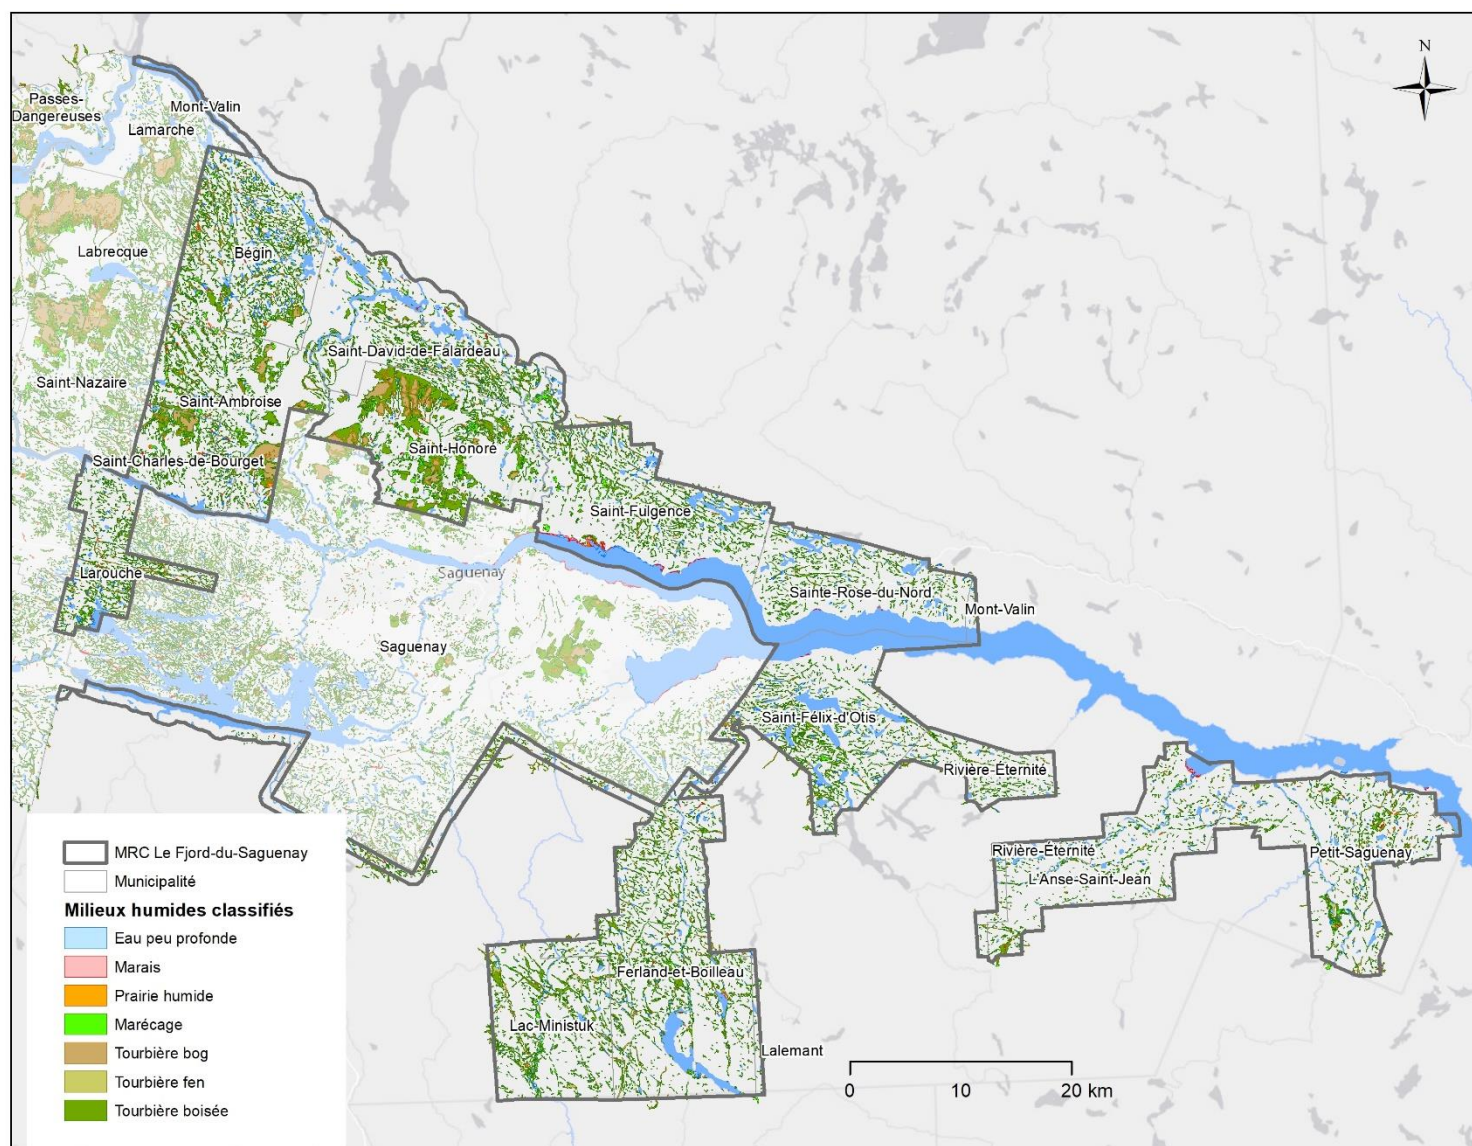 N
Passes-
Dangereuses
Mont-Valin
Lamarche
Labrecque
Bégin
Saint-David-de-Falardeau
Saint-Nazaire
Saint-Ambroise
Saint-Honoré
Saint-Charles-de-Bourget
Saint-Fulgence
Larouche
Saguenay
Sainte-Rose-du-Nord
Mont-Valin
Saguenay
Saint-Félix-d'Otis
Rivière-Éternité
Rivière-Éternité
Petit-Saguenay
L'Anse-Saint-Jean
Ferland-et-Boilleau
Lac-Ministuk
Lalemant
0 10 20 km
MRC Le Fjord-du-Saguenay
Municipalité
Milieux humides classifiés
Eau peu profonde
Marais
Prairie humide
Marécage
Tourbière bog
Tourbière fen
Tourbière boisée